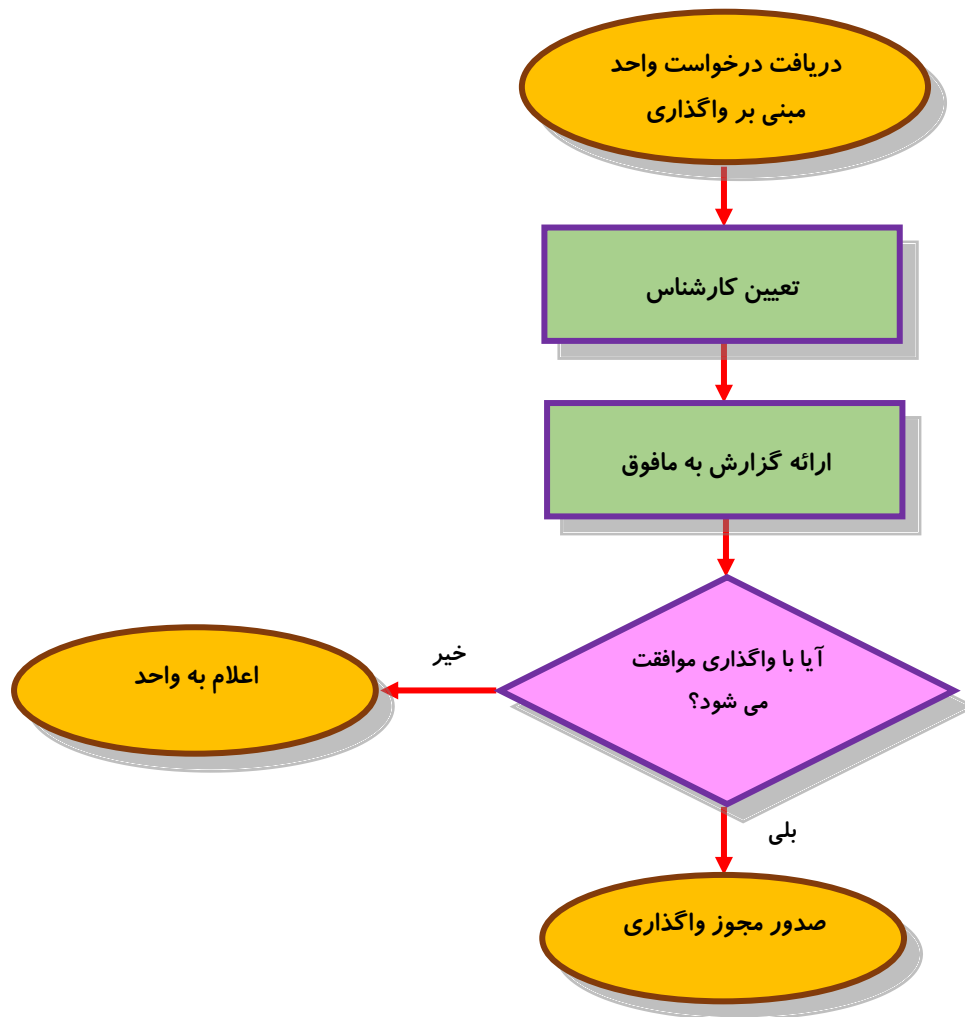 دریافت درخواست واحد
مبنی بر واگذاری
تعیین کارشناس
ارائه گزارش به مافوق
آیا با واگذاری موافقت
می شود؟
خیر
اعلام به واحد
بلی
صدور مجوز واگذاری